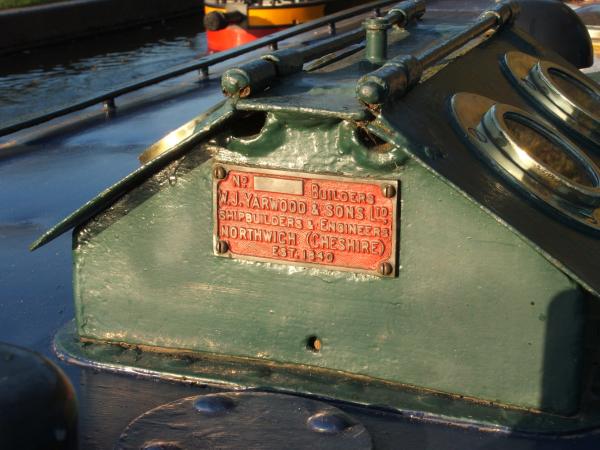 No. BUILDERS
W.J. YARWOOD & SONS LTD.
SHIPBUILDERS & ENGINEERS
NORTHWICH (CHESHIRE)
EST. 1840